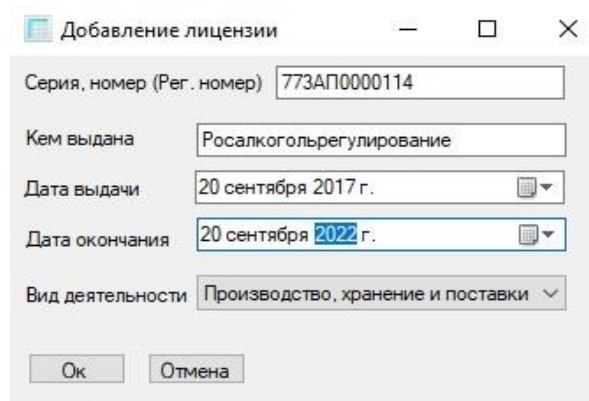 Добавление лицензии
Серия, номер (Рег. номер) 773АП0000114
Кем выдана Росалкогольрегулирование
Дата выдачи 20 сентября 2017 г.
Дата окончания 20 сентября 2022 г.
Вид деятельности Производство, хранение и поставки
Ок Отмена